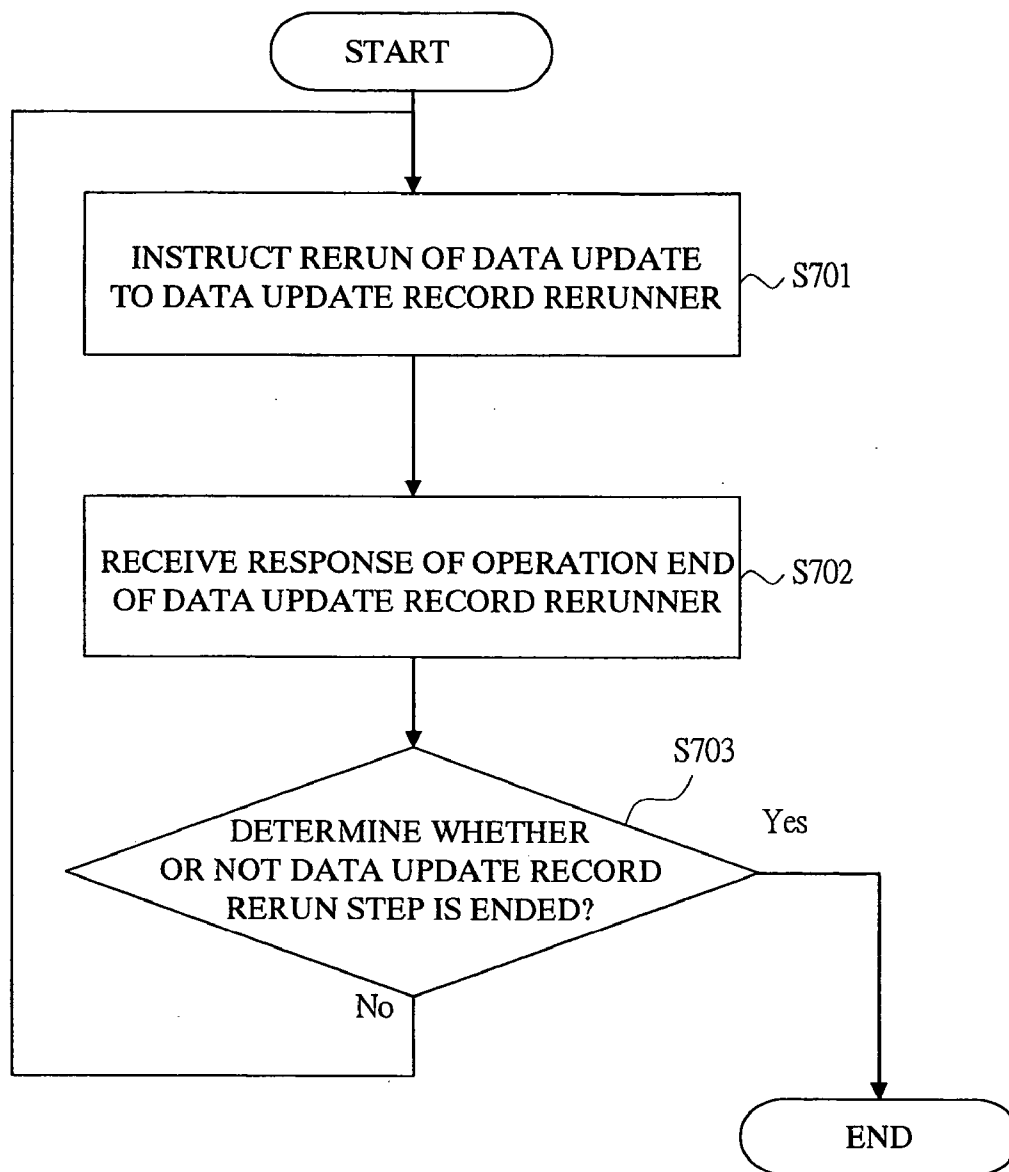 START
INSTRUCT RERUN OF DATA UPDATE
TO DATA UPDATE RECORD RERUNNER
S701
RECEIVE RESPONSE OF OPERATION END
OF DATA UPDATE RECORD RERUNNER
S702
S703
DETERMINE WHETHER
OR NOT DATA UPDATE RECORD
RERUN STEP IS ENDED?
Yes
No
END